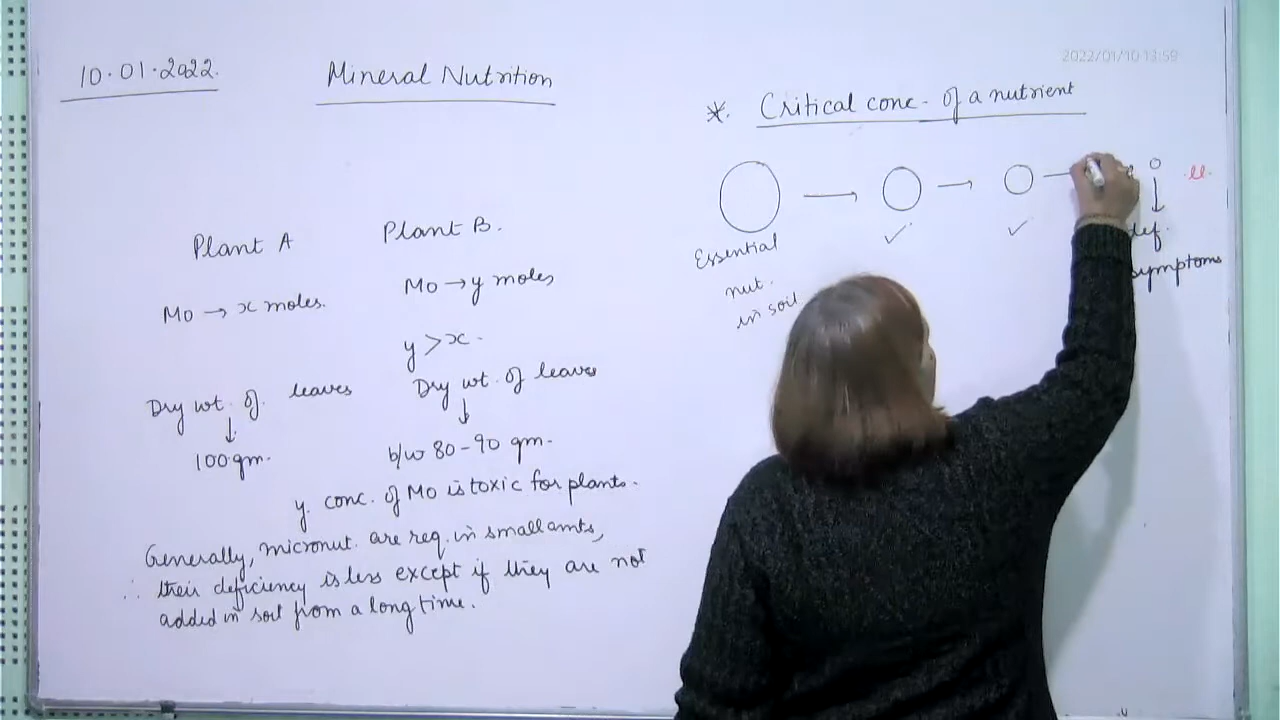 2022/01/10 13:59
10.01.2022.
Mineral Nutrition
Plant A
Mo → x moles.
Dry wt. of. leaves
↓
100gm.
Plant B.
Mo → y moles
y > x.
Dry wt. of leaves
↓
b/w 80-90 gm.
y. conc. of Mo is toxic for plants.
Generally, micronut. are req. in small amts,
∴ their deficiency is less except if they are not
added in soil from a long time.
*. Critical conc. of a nutrient
Essential
nut.
in soil
→ ✓ → ✓ →
↓
def.
symptoms